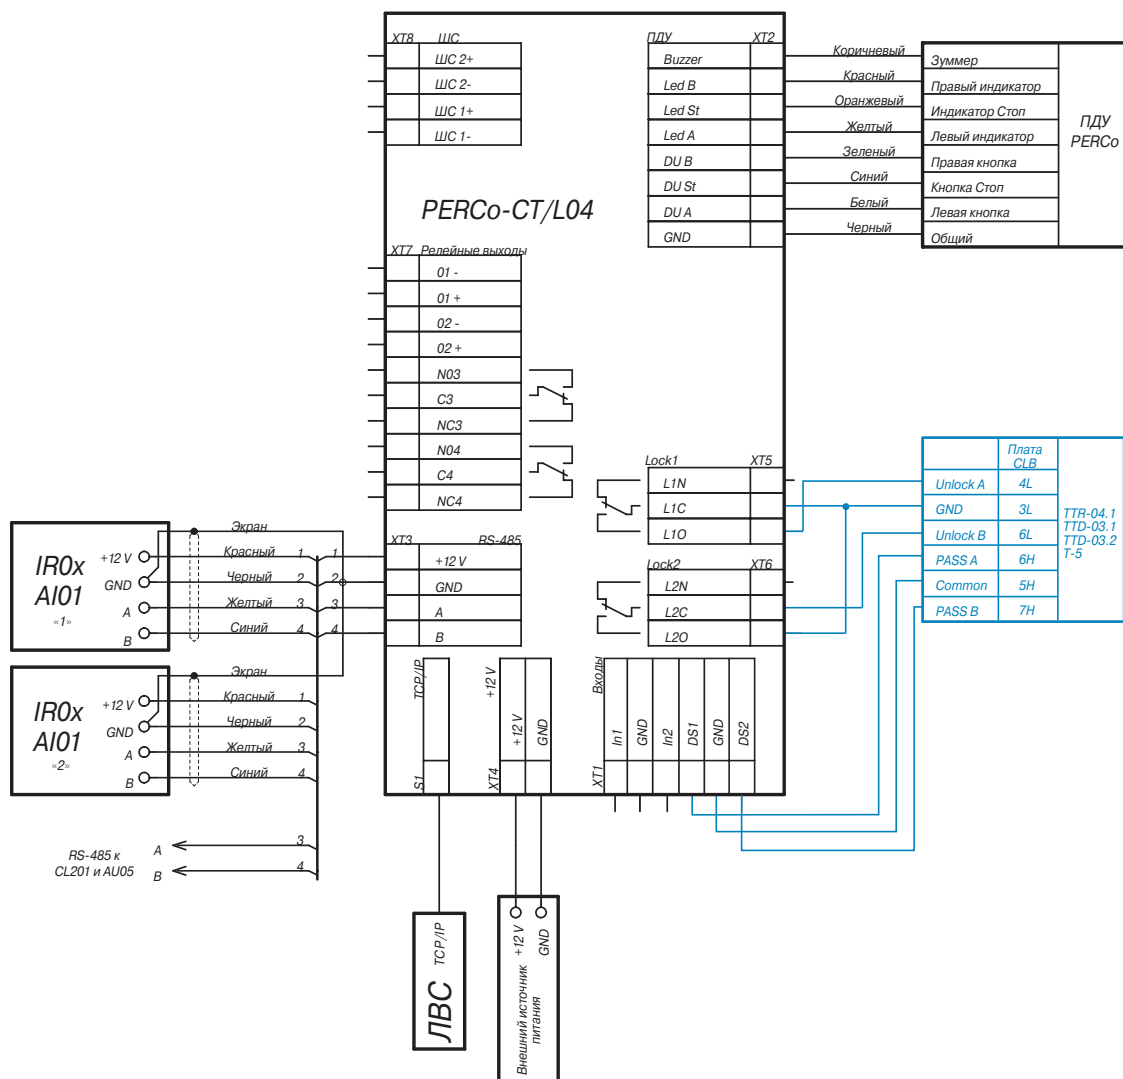 XT8 ШС
ШС 2+
ШС 2-
ШС 1+
ШС 1-
ПДУ XT2
Buzzer
Led B
Led St
Led A
DU B
DU St
DU A
GND
Коричневый
Красный
Оранжевый
Желтый
Зеленый
Синий
Белый
Черный
Зуммер
Правый индикатор
Индикатор Стоп
Левый индикатор
Правая кнопка
Кнопка Стоп
Левая кнопка
Общий
ПДУ
PERCo
PERCo-CT/L04
XT7 Релейные выходы
01 -
01 +
02 -
02 +
N03
C3
NC3
N04
C4
NC4
Lock1 XT5
L1N
L1C
L1O
Lock2 XT6
L2N
L2C
L2O
Плата
CLB
Unlock A 4L
GND 3L
Unlock B 6L
PASS A 6H
Common 5H
PASS B 7H
TTR-04.1
TTD-03.1
TTD-03.2
T-5
XT3 RS-485
+12 V
GND
A
B
IR0x
AI01
«1»
+12 V
GND
A
B
Экран
Красный 1 1
Черный 2 2
Желтый 3 3
Синий 4 4
IR0x
AI01
«2»
+12 V
GND
A
B
Экран
Красный 1
Черный 2
Желтый 3
Синий 4
RS-485 к
CL201 и AU05
A 3
B 4
TCP/IP
S1
+12 V
+12 V
GND
XT4
Входы
In1
GND
In2
DS1
GND
DS2
XT1
ЛВС TCP/IP
+12 V
GND
Внешний источник
питания